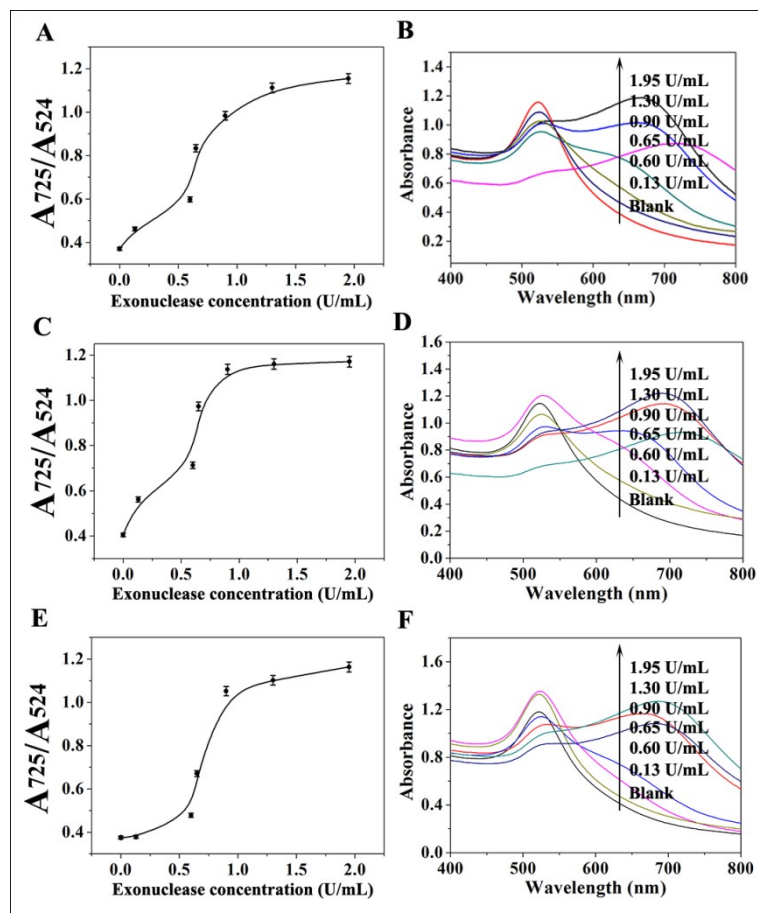 A
A725/A524
1.2
1.0
0.8
0.6
0.4
0.0 0.5 1.0 1.5 2.0
Exonuclease concentration (U/mL)
B
Absorbance
1.4
1.2
1.0
0.8
0.6
0.4
0.2
400 500 600 700 800
Wavelength (nm)
1.95 U/mL
1.30 U/mL
0.90 U/mL
0.65 U/mL
0.60 U/mL
0.13 U/mL
Blank
C
A725/A524
1.2
1.0
0.8
0.6
0.4
0.0 0.5 1.0 1.5 2.0
Exonuclease concentration (U/mL)
D
Absorbance
1.6
1.4
1.2
1.0
0.8
0.6
0.4
0.2
0.0
400 500 600 700 800
Wavelength (nm)
1.95 U/mL
1.30 U/mL
0.90 U/mL
0.65 U/mL
0.60 U/mL
0.13 U/mL
Blank
E
A725/A524
1.2
1.0
0.8
0.6
0.4
0.0 0.5 1.0 1.5 2.0
Exonuclease concentration (U/mL)
F
Absorbance
1.6
1.2
0.8
0.4
0.0
400 500 600 700 800
Wavelength (nm)
1.95 U/mL
1.30 U/mL
0.90 U/mL
0.65 U/mL
0.60 U/mL
0.13 U/mL
Blank